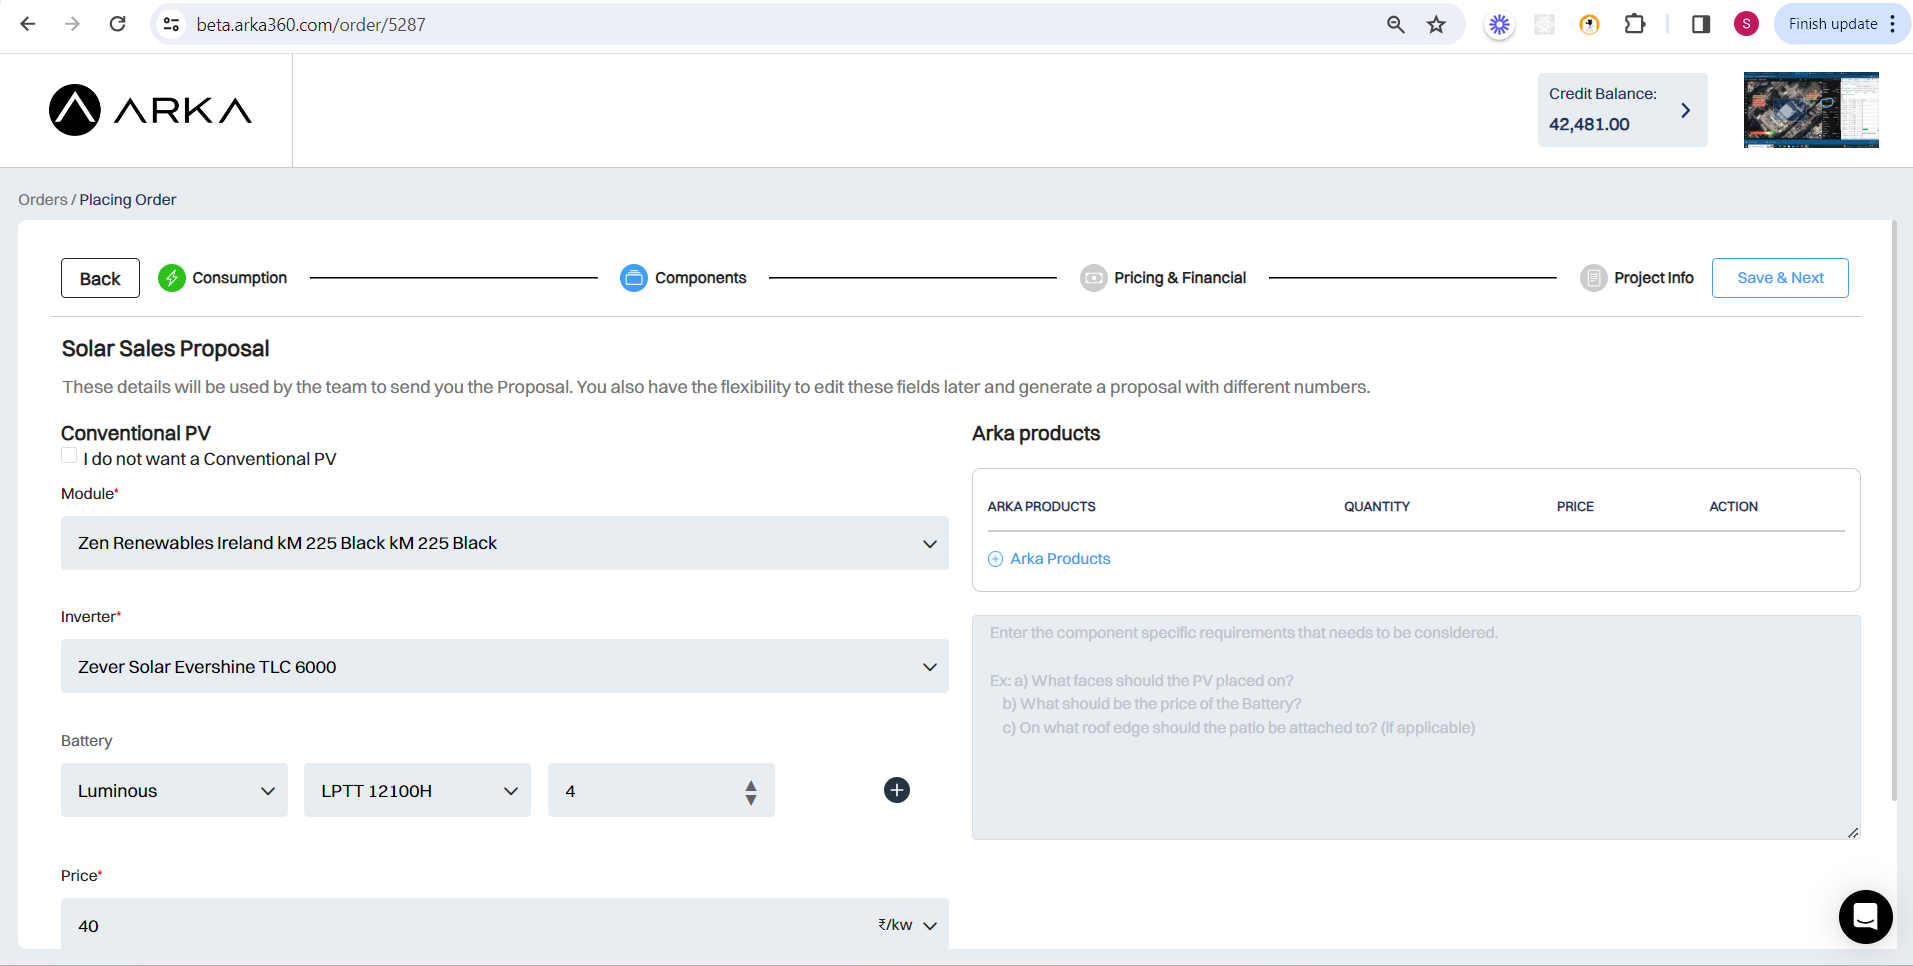 beta.arka360.com/order/5287
S
Finish update
ARKA
Credit Balance:
42,481.00
Orders / Placing Order
Back
Consumption
Components
Pricing & Financial
Project Info
Save & Next
Solar Sales Proposal
These details will be used by the team to send you the Proposal. You also have the flexibility to edit these fields later and generate a proposal with different numbers.
Conventional PV
I do not want a Conventional PV
Module*
Zen Renewables Ireland kM 225 Black kM 225 Black
Inverter*
Zever Solar Evershine TLC 6000
Battery
Luminous
LPTT 12100H
4
Price*
40
₹/kw
Arka products
ARKA PRODUCTS
QUANTITY
PRICE
ACTION
Arka Products
Enter the component specific requirements that needs to be considered.
Ex: a) What faces should the PV placed on?
b) What should be the price of the Battery?
c) On what roof edge should the patio be attached to? (if applicable)